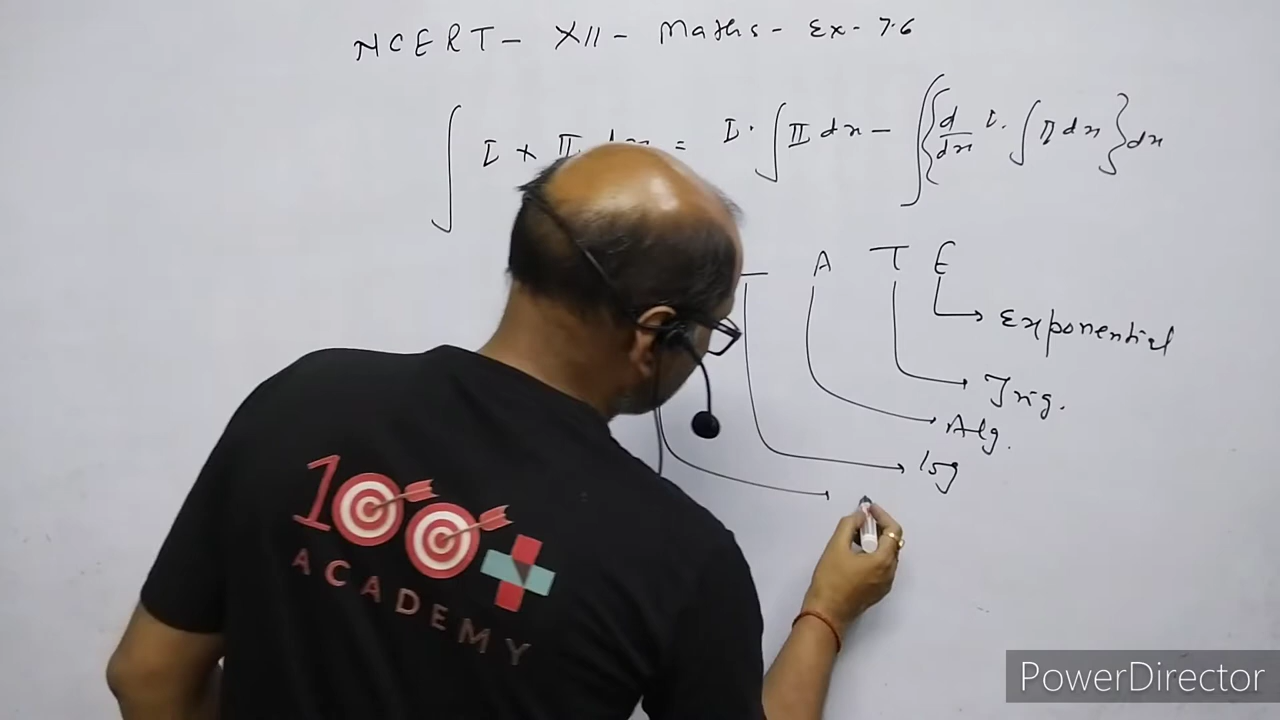 NCERT - XII - Maths - Ex - 7.6
∫ I × II dx = I · ∫ II dx - ∫ { d/dx I · ∫ II dx } dx
A T E
Exponential
Trig.
Alg.
log
100+
ACADEMY
PowerDirector